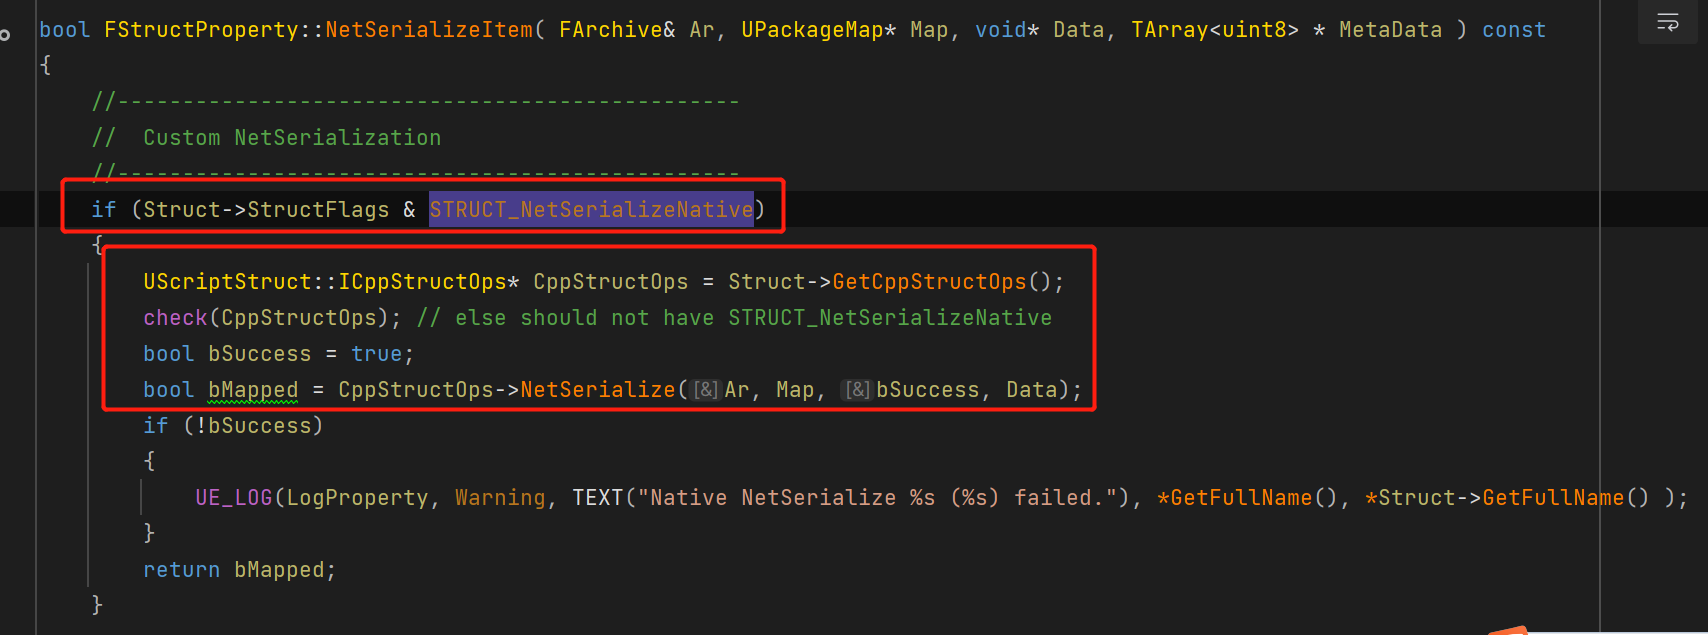 bool FStructProperty::NetSerializeItem( FArchive& Ar, UPackageMap* Map, void* Data, TArray<uint8> * MetaData ) const
{
//------------------------------------------------
//  Custom NetSerialization
//------------------------------------------------
if (Struct->StructFlags & STRUCT_NetSerializeNative)
{
UScriptStruct::ICppStructOps* CppStructOps = Struct->GetCppStructOps();
check(CppStructOps); // else should not have STRUCT_NetSerializeNative
bool bSuccess = true;
bool bMapped = CppStructOps->NetSerialize([&]Ar, Map, [&]bSuccess, Data);
if (!bSuccess)
{
UE_LOG(LogProperty, Warning, TEXT("Native NetSerialize %s (%s) failed."), *GetFullName(), *Struct->GetFullName() );
}
return bMapped;
}